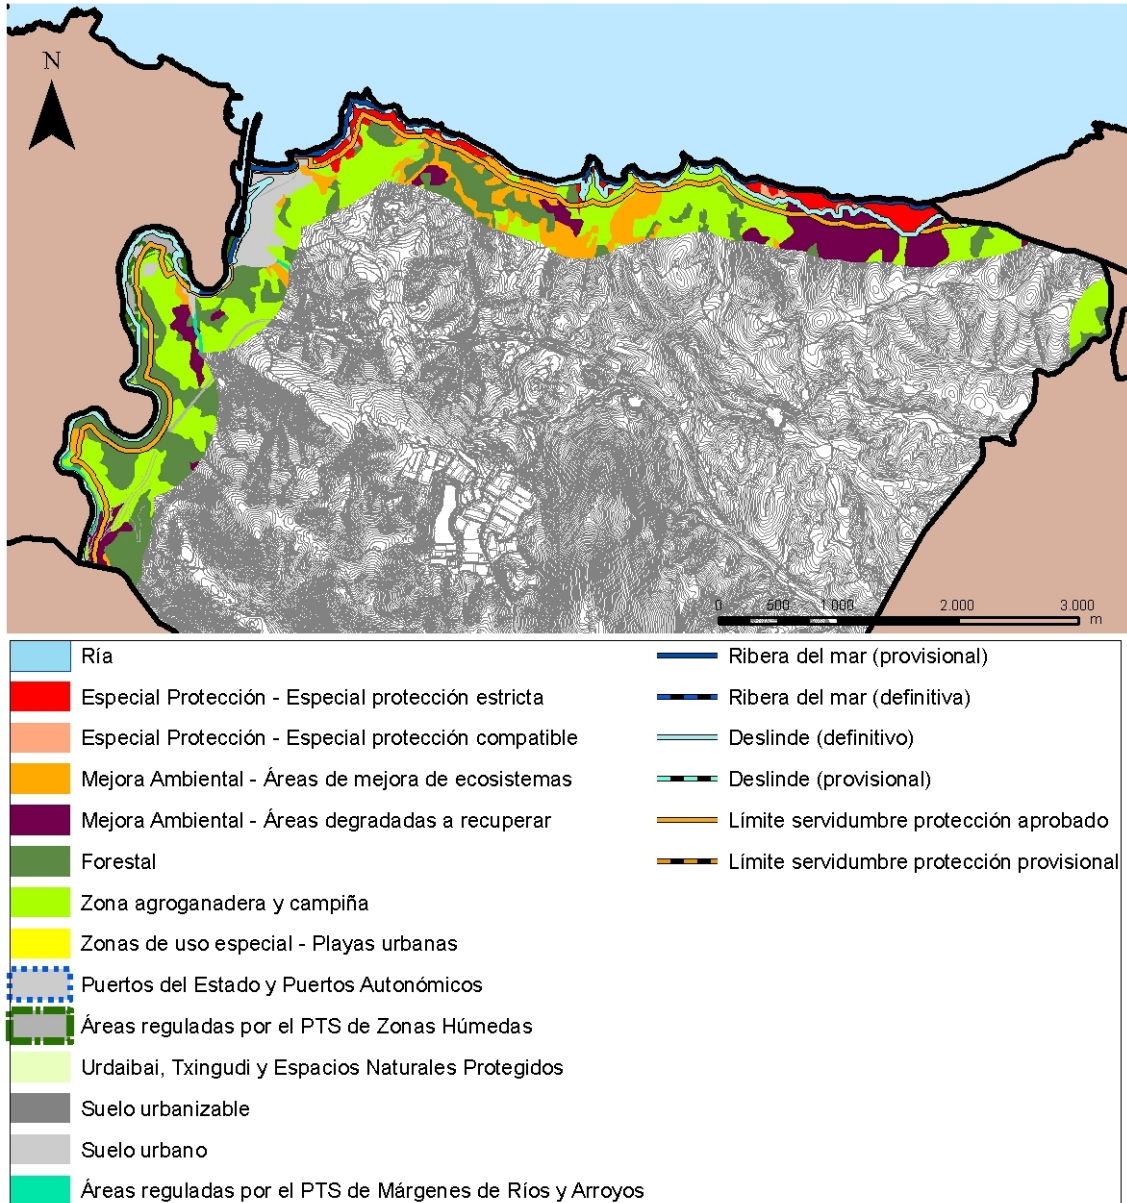 N
0 500 1.000 2.000 3.000
m
Ría
Especial Protección - Especial protección estricta
Especial Protección - Especial protección compatible
Mejora Ambiental - Áreas de mejora de ecosistemas
Mejora Ambiental - Áreas degradadas a recuperar
Forestal
Zona agroganadera y campiña
Zonas de uso especial - Playas urbanas
Puertos del Estado y Puertos Autonómicos
Áreas reguladas por el PTS de Zonas Húmedas
Urdaibai, Txingudi y Espacios Naturales Protegidos
Suelo urbanizable
Suelo urbano
Áreas reguladas por el PTS de Márgenes de Ríos y Arroyos
Ribera del mar (provisional)
Ribera del mar (definitiva)
Deslinde (definitivo)
Deslinde (provisional)
Límite servidumbre protección aprobado
Límite servidumbre protección provisional